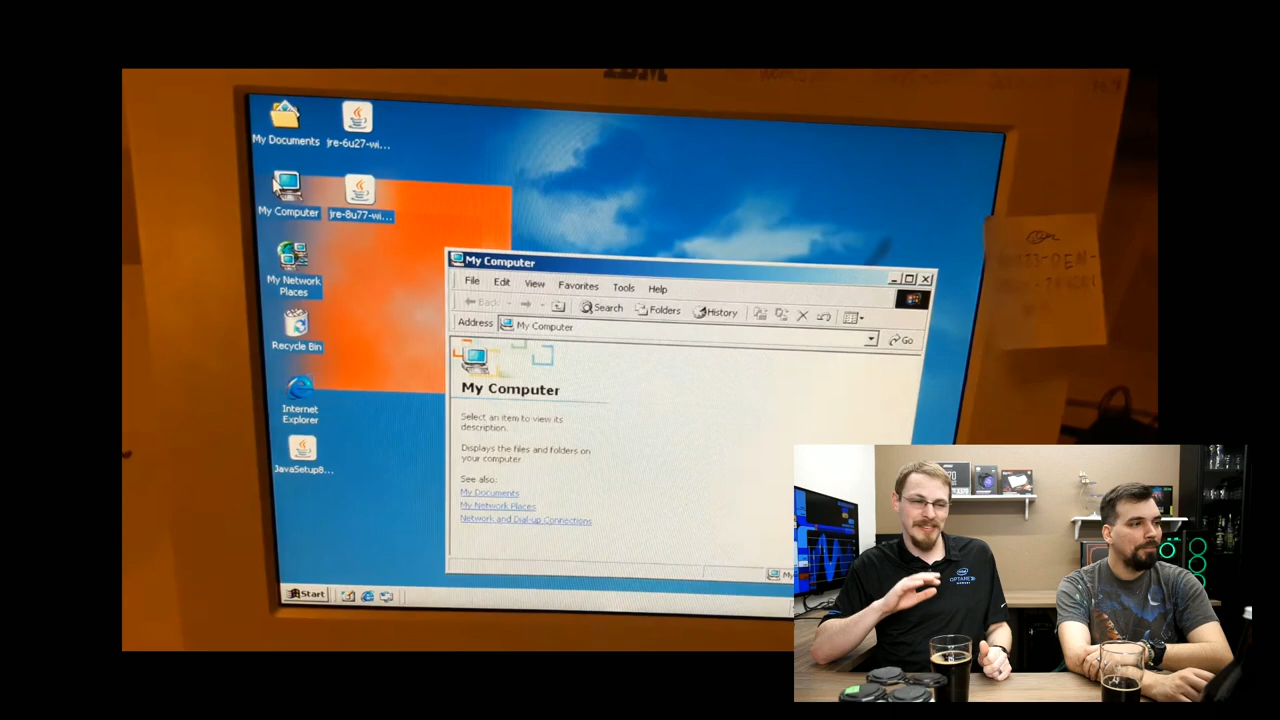 IBM
My Documents
jre-6u27-wi...
My Computer
jre-8u77-wi...
My Network
Places
Recycle Bin
Internet
Explorer
JavaSetup8...
My Computer
File Edit View Favorites Tools Help
Back Search Folders History
Address My Computer Go
My Computer
Select an item to view its
description.
Displays the files and folders on
your computer
See also:
My Documents
My Network Places
Network and Dial-up Connections
My
Start
intel
OPTANE